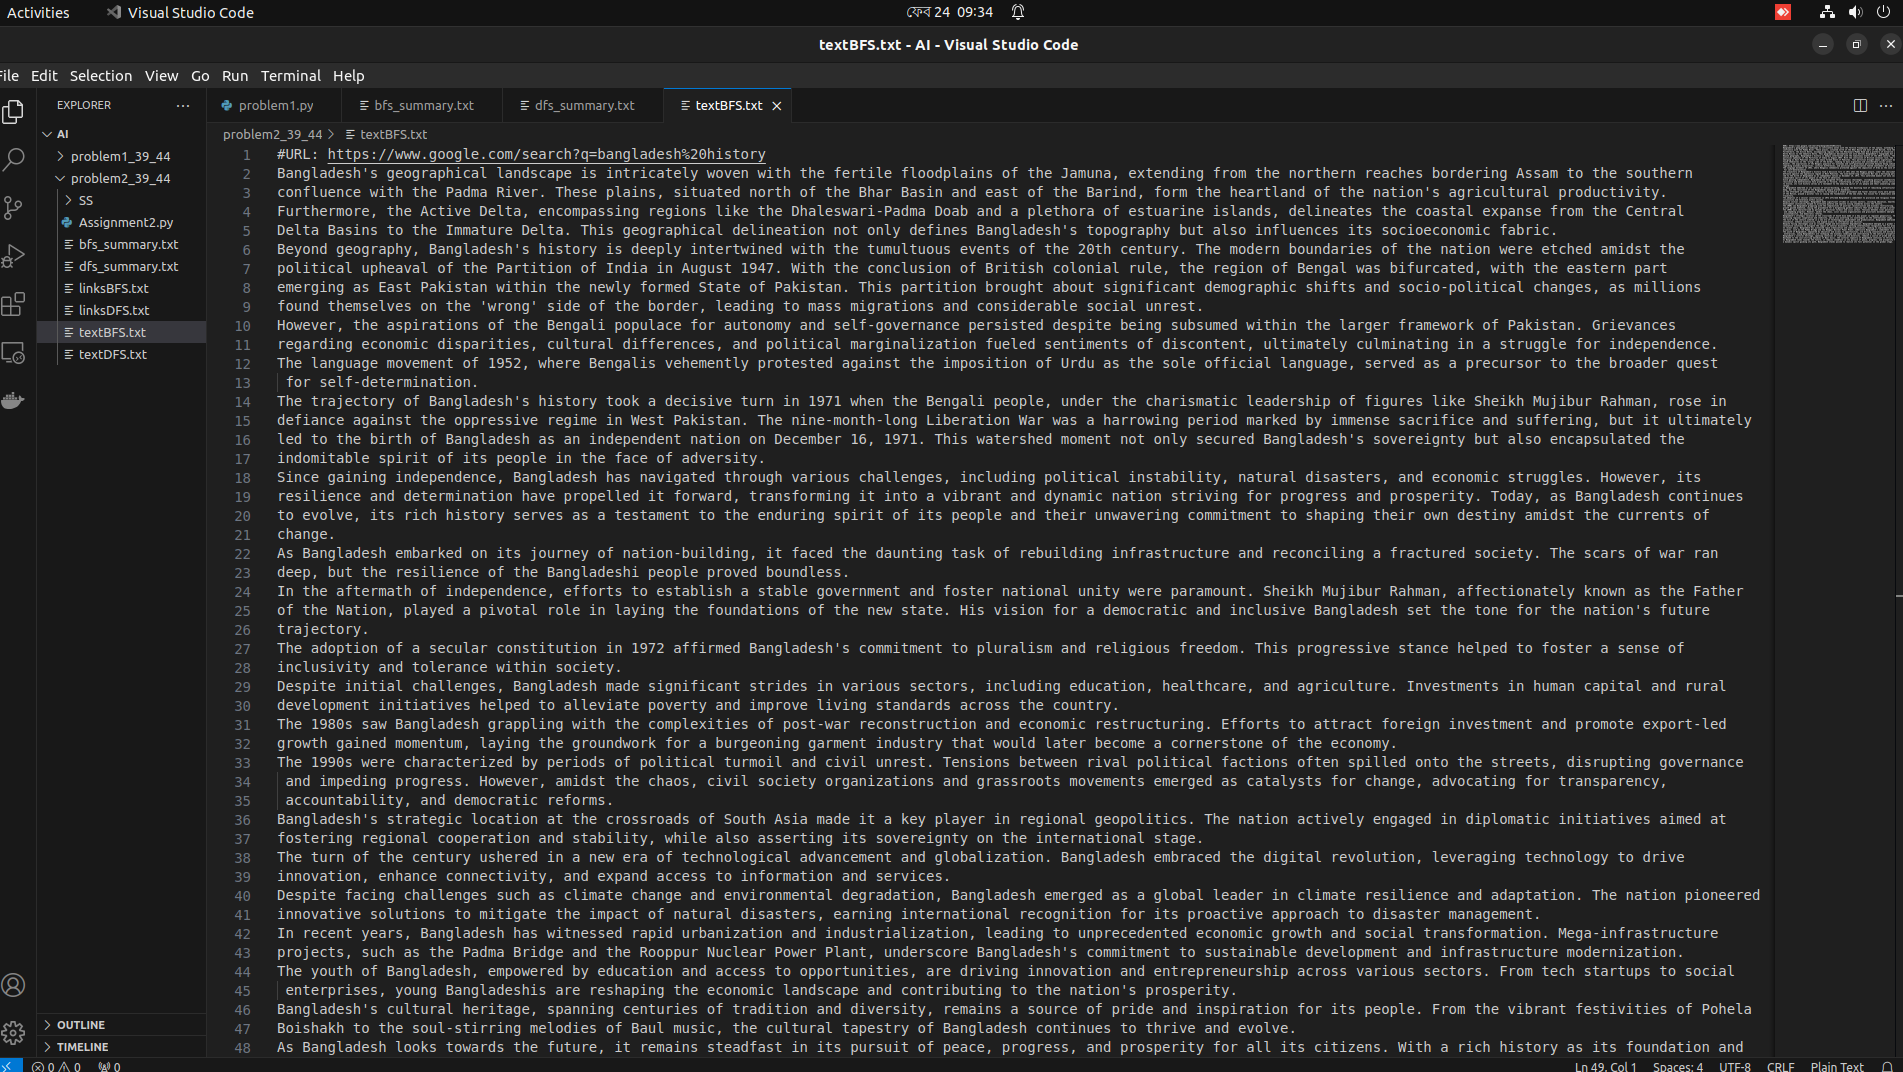 Activities
Visual Studio Code
ফেব 24 09:34
textBFS.txt - AI - Visual Studio Code
File Edit Selection View Go Run Terminal Help
EXPLORER
AI
problem1_39_44
problem2_39_44
SS
Assignment2.py
bfs_summary.txt
dfs_summary.txt
linksBFS.txt
linksDFS.txt
textBFS.txt
textDFS.txt
OUTLINE
TIMELINE
problem1.py
bfs_summary.txt
dfs_summary.txt
textBFS.txt
problem2_39_44 > textBFS.txt
1 #URL: https://www.google.com/search?q=bangladesh%20history
2 Bangladesh's geographical landscape is intricately woven with the fertile floodplains of the Jamuna, extending from the northern reaches bordering Assam to the southern
3 confluence with the Padma River. These plains, situated north of the Bhar Basin and east of the Barind, form the heartland of the nation's agricultural productivity.
4 Furthermore, the Active Delta, encompassing regions like the Dhaleswari-Padma Doab and a plethora of estuarine islands, delineates the coastal expanse from the Central
5 Delta Basins to the Immature Delta. This geographical delineation not only defines Bangladesh's topography but also influences its socioeconomic fabric.
6 Beyond geography, Bangladesh's history is deeply intertwined with the tumultuous events of the 20th century. The modern boundaries of the nation were etched amidst the
7 political upheaval of the Partition of India in August 1947. With the conclusion of British colonial rule, the region of Bengal was bifurcated, with the eastern part
8 emerging as East Pakistan within the newly formed State of Pakistan. This partition brought about significant demographic shifts and socio-political changes, as millions
9 found themselves on the 'wrong' side of the border, leading to mass migrations and considerable social unrest.
10 However, the aspirations of the Bengali populace for autonomy and self-governance persisted despite being subsumed within the larger framework of Pakistan. Grievances
11 regarding economic disparities, cultural differences, and political marginalization fueled sentiments of discontent, ultimately culminating in a struggle for independence.
12 The language movement of 1952, where Bengalis vehemently protested against the imposition of Urdu as the sole official language, served as a precursor to the broader quest
13 for self-determination.
14 The trajectory of Bangladesh's history took a decisive turn in 1971 when the Bengali people, under the charismatic leadership of figures like Sheikh Mujibur Rahman, rose in
15 defiance against the oppressive regime in West Pakistan. The nine-month-long Liberation War was a harrowing period marked by immense sacrifice and suffering, but it ultimately
16 led to the birth of Bangladesh as an independent nation on December 16, 1971. This watershed moment not only secured Bangladesh's sovereignty but also encapsulated the
17 indomitable spirit of its people in the face of adversity.
18 Since gaining independence, Bangladesh has navigated through various challenges, including political instability, natural disasters, and economic struggles. However, its
19 resilience and determination have propelled it forward, transforming it into a vibrant and dynamic nation striving for progress and prosperity. Today, as Bangladesh continues
20 to evolve, its rich history serves as a testament to the enduring spirit of its people and their unwavering commitment to shaping their own destiny amidst the currents of
21 change.
22 As Bangladesh embarked on its journey of nation-building, it faced the daunting task of rebuilding infrastructure and reconciling a fractured society. The scars of war ran
23 deep, but the resilience of the Bangladeshi people proved boundless.
24 In the aftermath of independence, efforts to establish a stable government and foster national unity were paramount. Sheikh Mujibur Rahman, affectionately known as the Father
25 of the Nation, played a pivotal role in laying the foundations of the new state. His vision for a democratic and inclusive Bangladesh set the tone for the nation's future
26 trajectory.
27 The adoption of a secular constitution in 1972 affirmed Bangladesh's commitment to pluralism and religious freedom. This progressive stance helped to foster a sense of
28 inclusivity and tolerance within society.
29 Despite initial challenges, Bangladesh made significant strides in various sectors, including education, healthcare, and agriculture. Investments in human capital and rural
30 development initiatives helped to alleviate poverty and improve living standards across the country.
31 The 1980s saw Bangladesh grappling with the complexities of post-war reconstruction and economic restructuring. Efforts to attract foreign investment and promote export-led
32 growth gained momentum, laying the groundwork for a burgeoning garment industry that would later become a cornerstone of the economy.
33 The 1990s were characterized by periods of political turmoil and civil unrest. Tensions between rival political factions often spilled onto the streets, disrupting governance
34 and impeding progress. However, amidst the chaos, civil society organizations and grassroots movements emerged as catalysts for change, advocating for transparency,
35 accountability, and democratic reforms.
36 Bangladesh's strategic location at the crossroads of South Asia made it a key player in regional geopolitics. The nation actively engaged in diplomatic initiatives aimed at
37 fostering regional cooperation and stability, while also asserting its sovereignty on the international stage.
38 The turn of the century ushered in a new era of technological advancement and globalization. Bangladesh embraced the digital revolution, leveraging technology to drive
39 innovation, enhance connectivity, and expand access to information and services.
40 Despite facing challenges such as climate change and environmental degradation, Bangladesh emerged as a global leader in climate resilience and adaptation. The nation pioneered
41 innovative solutions to mitigate the impact of natural disasters, earning international recognition for its proactive approach to disaster management.
42 In recent years, Bangladesh has witnessed rapid urbanization and industrialization, leading to unprecedented economic growth and social transformation. Mega-infrastructure
43 projects, such as the Padma Bridge and the Rooppur Nuclear Power Plant, underscore Bangladesh's commitment to sustainable development and infrastructure modernization.
44 The youth of Bangladesh, empowered by education and access to opportunities, are driving innovation and entrepreneurship across various sectors. From tech startups to social
45 enterprises, young Bangladeshis are reshaping the economic landscape and contributing to the nation's prosperity.
46 Bangladesh's cultural heritage, spanning centuries of tradition and diversity, remains a source of pride and inspiration for its people. From the vibrant festivities of Pohela
47 Boishakh to the soul-stirring melodies of Baul music, the cultural tapestry of Bangladesh continues to thrive and evolve.
48 As Bangladesh looks towards the future, it remains steadfast in its pursuit of peace, progress, and prosperity for all its citizens. With a rich history as its foundation and
0 0 0 Ln 49, Col 1 Spaces: 4 UTF-8 CRLF Plain Text